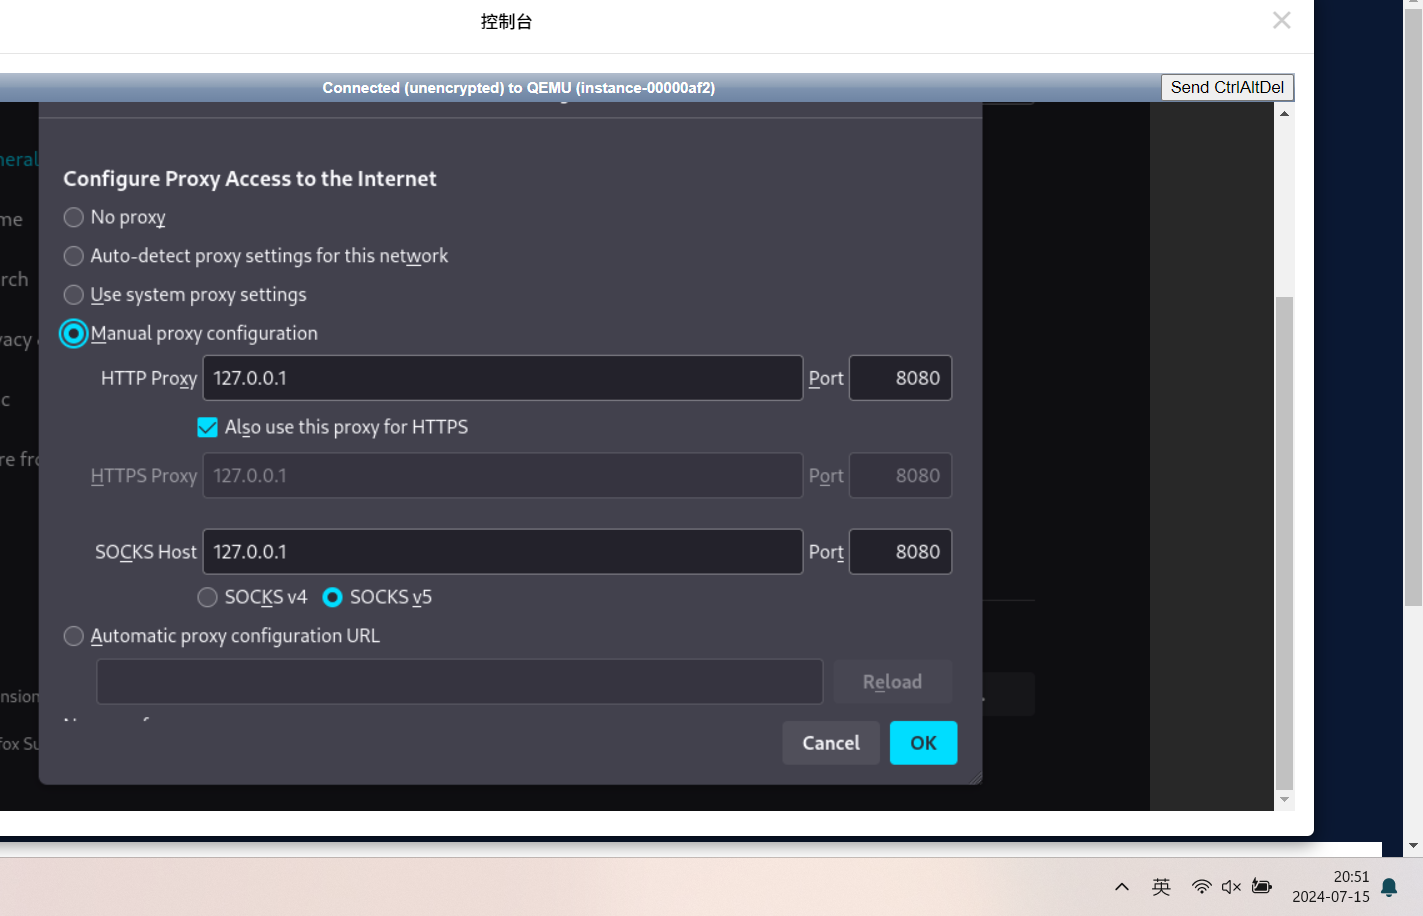 控制台
Connected (unencrypted) to QEMU (instance-00000af2)
Send CtrlAltDel
neral
Configure Proxy Access to the Internet
No proxy
me
Auto-detect proxy settings for this network
rch
Use system proxy settings
vacy
Manual proxy configuration
HTTP Proxy 127.0.0.1 Port 8080
c
Also use this proxy for HTTPS
re fro
HTTPS Proxy 127.0.0.1 Port 8080
SOCKS Host 127.0.0.1 Port 8080
SOCKS v4 SOCKS v5
Automatic proxy configuration URL
Reload
nsion
fox Su
Cancel OK
英
20:51
2024-07-15